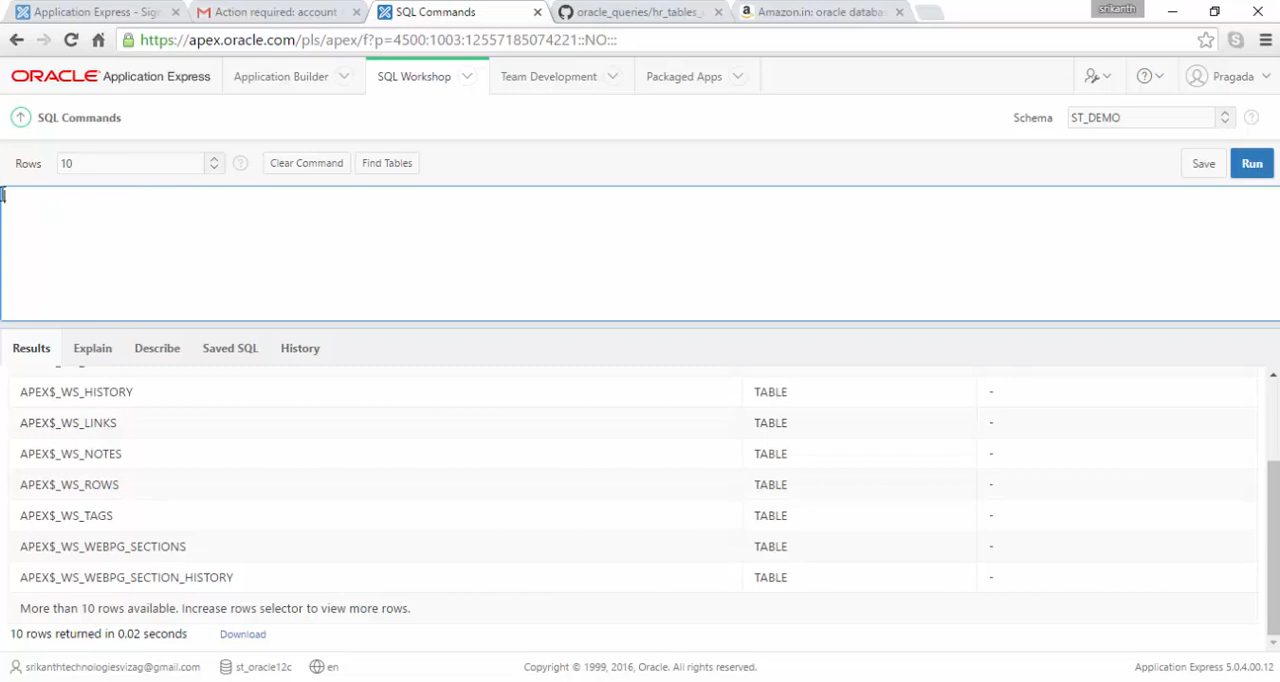 Application Express - Sig
Action required: account
SQL Commands
oracle_queries/hr_tables_
Amazon.in: oracle databa
srikanth
https://apex.oracle.com/pls/apex/f?p=4500:1003:12557185074221::NO:::
ORACLE Application Express
Application Builder
SQL Workshop
Team Development
Packaged Apps
Pragada
SQL Commands
Schema
ST_DEMO
Rows
10
Clear Command
Find Tables
Save
Run
Results
Explain
Describe
Saved SQL
History
APEX$_WS_HISTORY TABLE -
APEX$_WS_LINKS TABLE -
APEX$_WS_NOTES TABLE -
APEX$_WS_ROWS TABLE -
APEX$_WS_TAGS TABLE -
APEX$_WS_WEBPG_SECTIONS TABLE -
APEX$_WS_WEBPG_SECTION_HISTORY TABLE -
More than 10 rows available. Increase rows selector to view more rows.
10 rows returned in 0.02 seconds
Download
srikanthtechnologiesvizag@gmail.com
st_oracle12c
en
Copyright © 1999, 2016, Oracle. All rights reserved.
Application Express 5.0.4.00.12